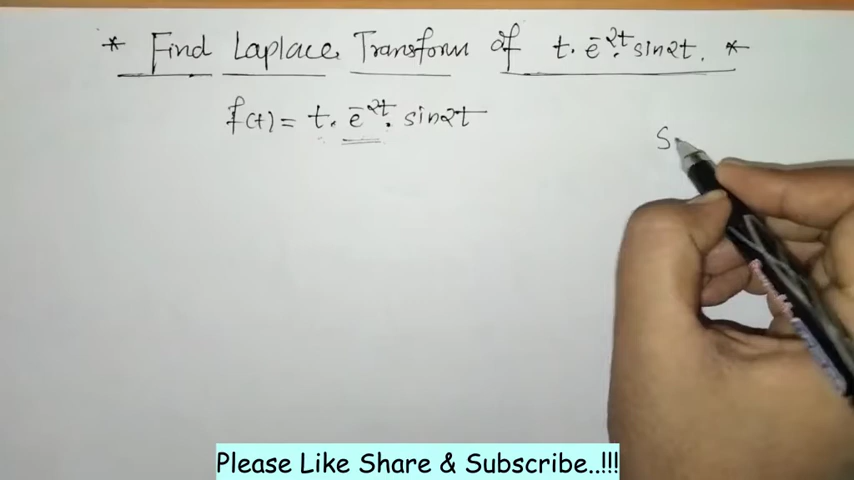 * Find Laplace Transform of t. e^-2t. sin2t. *
f(t) = t. e^-2t. sin2t
S
Please Like Share & Subscribe..!!!